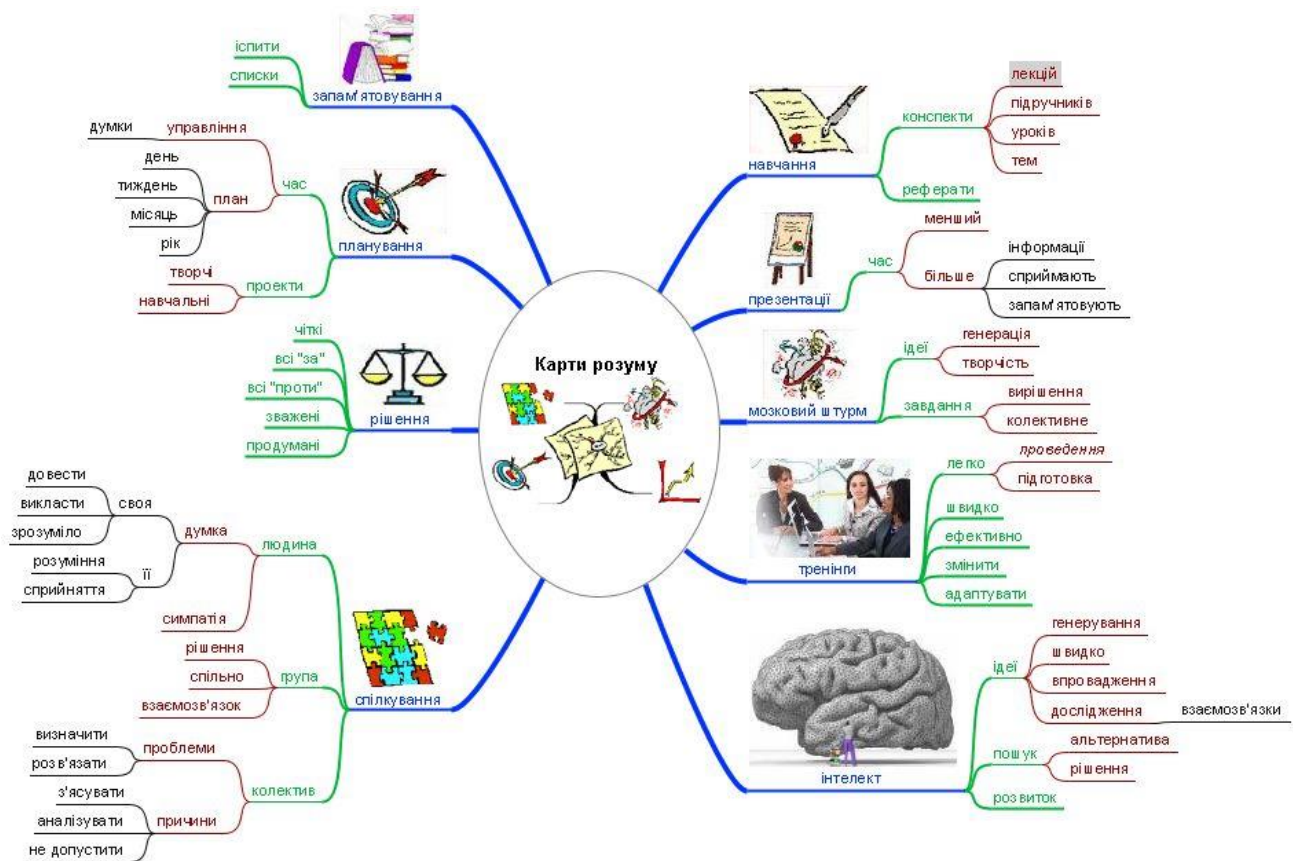 Карти розуму
запам'ятовування
іспити
списки
планування
час
управління
думки
план
день
тиждень
місяць
рік
проекти
творчі
навчальні
рішення
чіткі
всі "за"
всі "проти"
зважені
продумані
спілкування
людина
думка
своя
довести
викласти
зрозуміло
її
розуміння
сприйняття
симпатія
група
рішення
спільно
взаємозв'язок
колектив
проблеми
визначити
розв'язати
причини
з'ясувати
аналізувати
не допустити
навчання
конспекти
лекцій
підручників
уроків
тем
реферати
презентації
час
менший
більше
інформації
сприймають
запам'ятовують
мозковий штурм
ідеї
генерація
творчість
завдання
вирішення
колективне
тренінги
легко
проведення
підготовка
швидко
ефективно
змінити
адаптувати
інтелект
ідеї
генерування
швидко
впровадження
дослідження
взаємозв'язки
пошук
альтернатива
рішення
розвиток